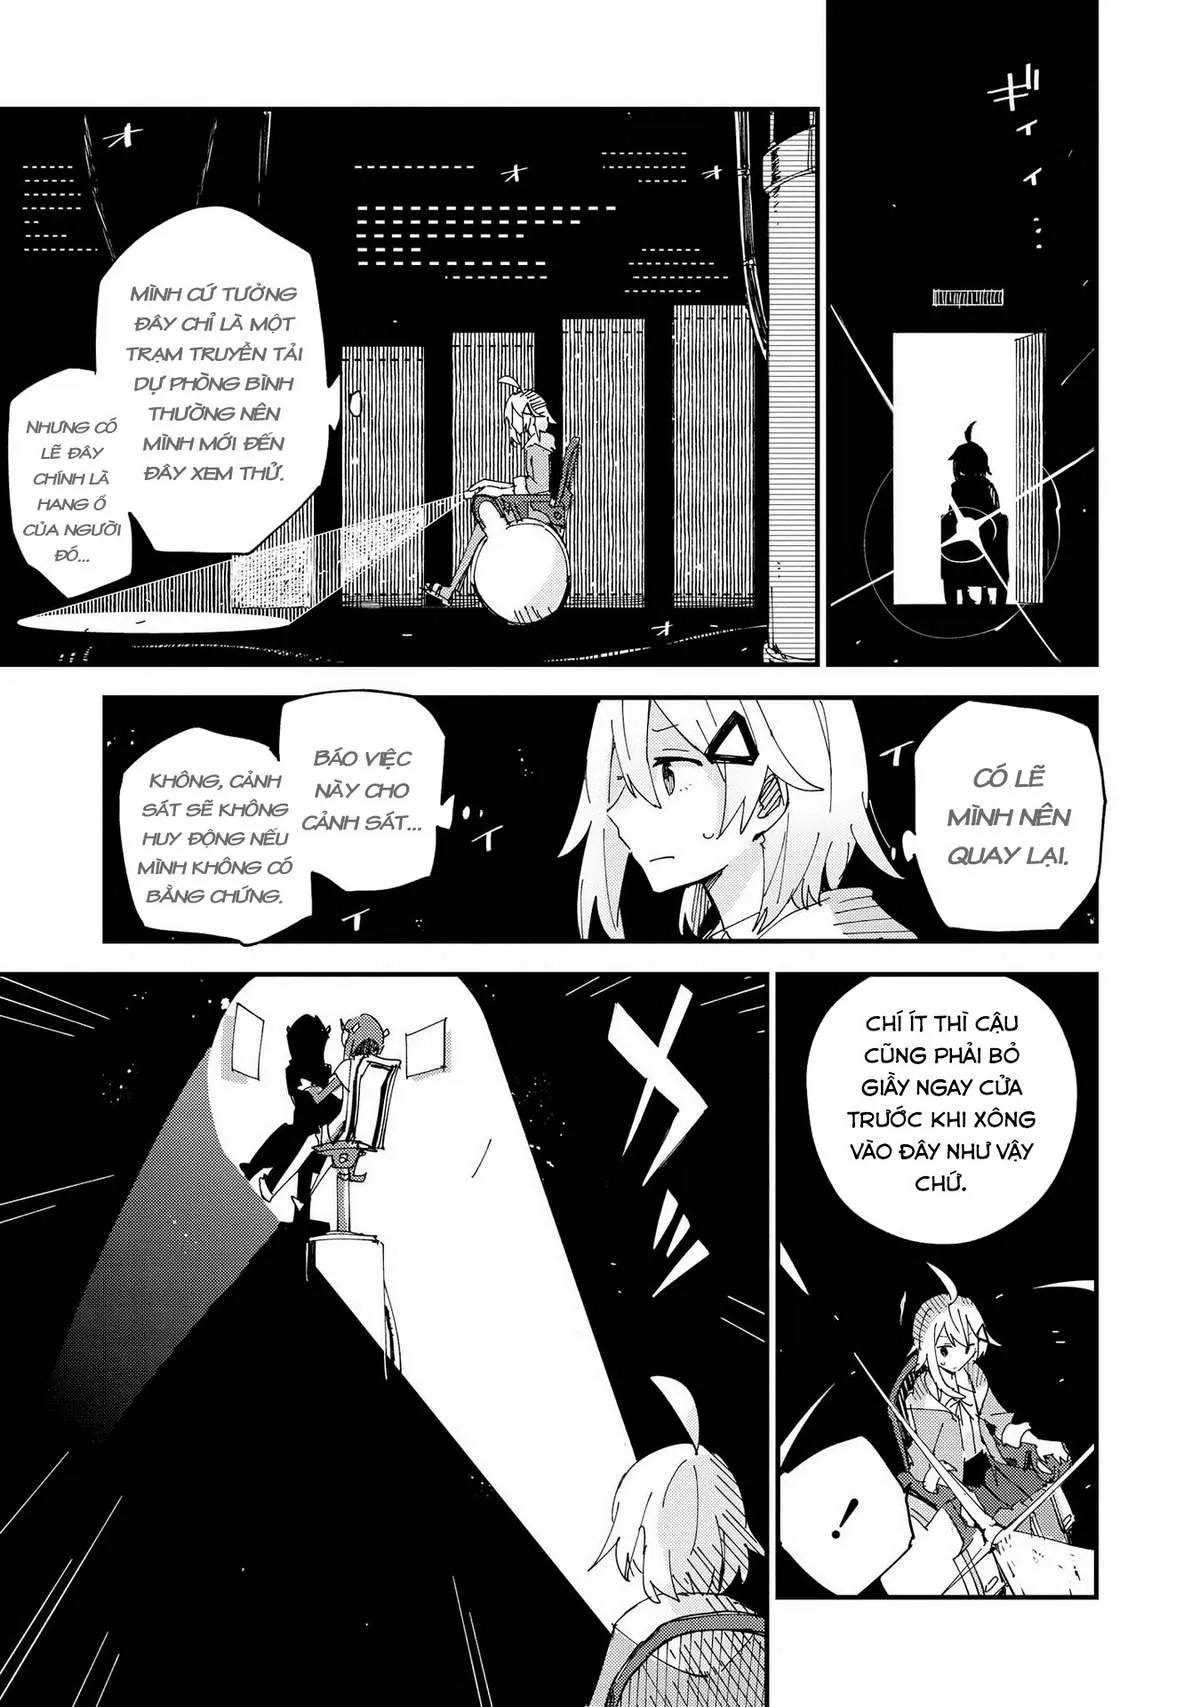 ギィィ…
MÌNH CỨ TƯỞNG
ĐÂY CHỈ LÀ MỘT
TRẠM TRUYỀN TẢI
DỰ PHÒNG BÌNH
THƯỜNG NÊN
MÌNH MỚI ĐẾN
ĐÂY XEM THỬ.
NHƯNG CÓ
LẼ ĐÂY
CHÍNH LÀ
HANG Ổ
CỦA NGƯỜI
ĐÓ...
CÓ LẼ
MÌNH NÊN
QUAY LẠI.
BÁO VIỆC
NÀY CHO
CẢNH SÁT...
KHÔNG, CẢNH
SÁT SẼ KHÔNG
HUY ĐỘNG NẾU
MÌNH KHÔNG CÓ
BẰNG CHỨNG.
CHÍ ÍT THÌ CẬU
CŨNG PHẢI BỎ
GIẦY NGAY CỬA
TRƯỚC KHI XÔNG
VÀO ĐÂY NHƯ VẬY
CHỨ.
!